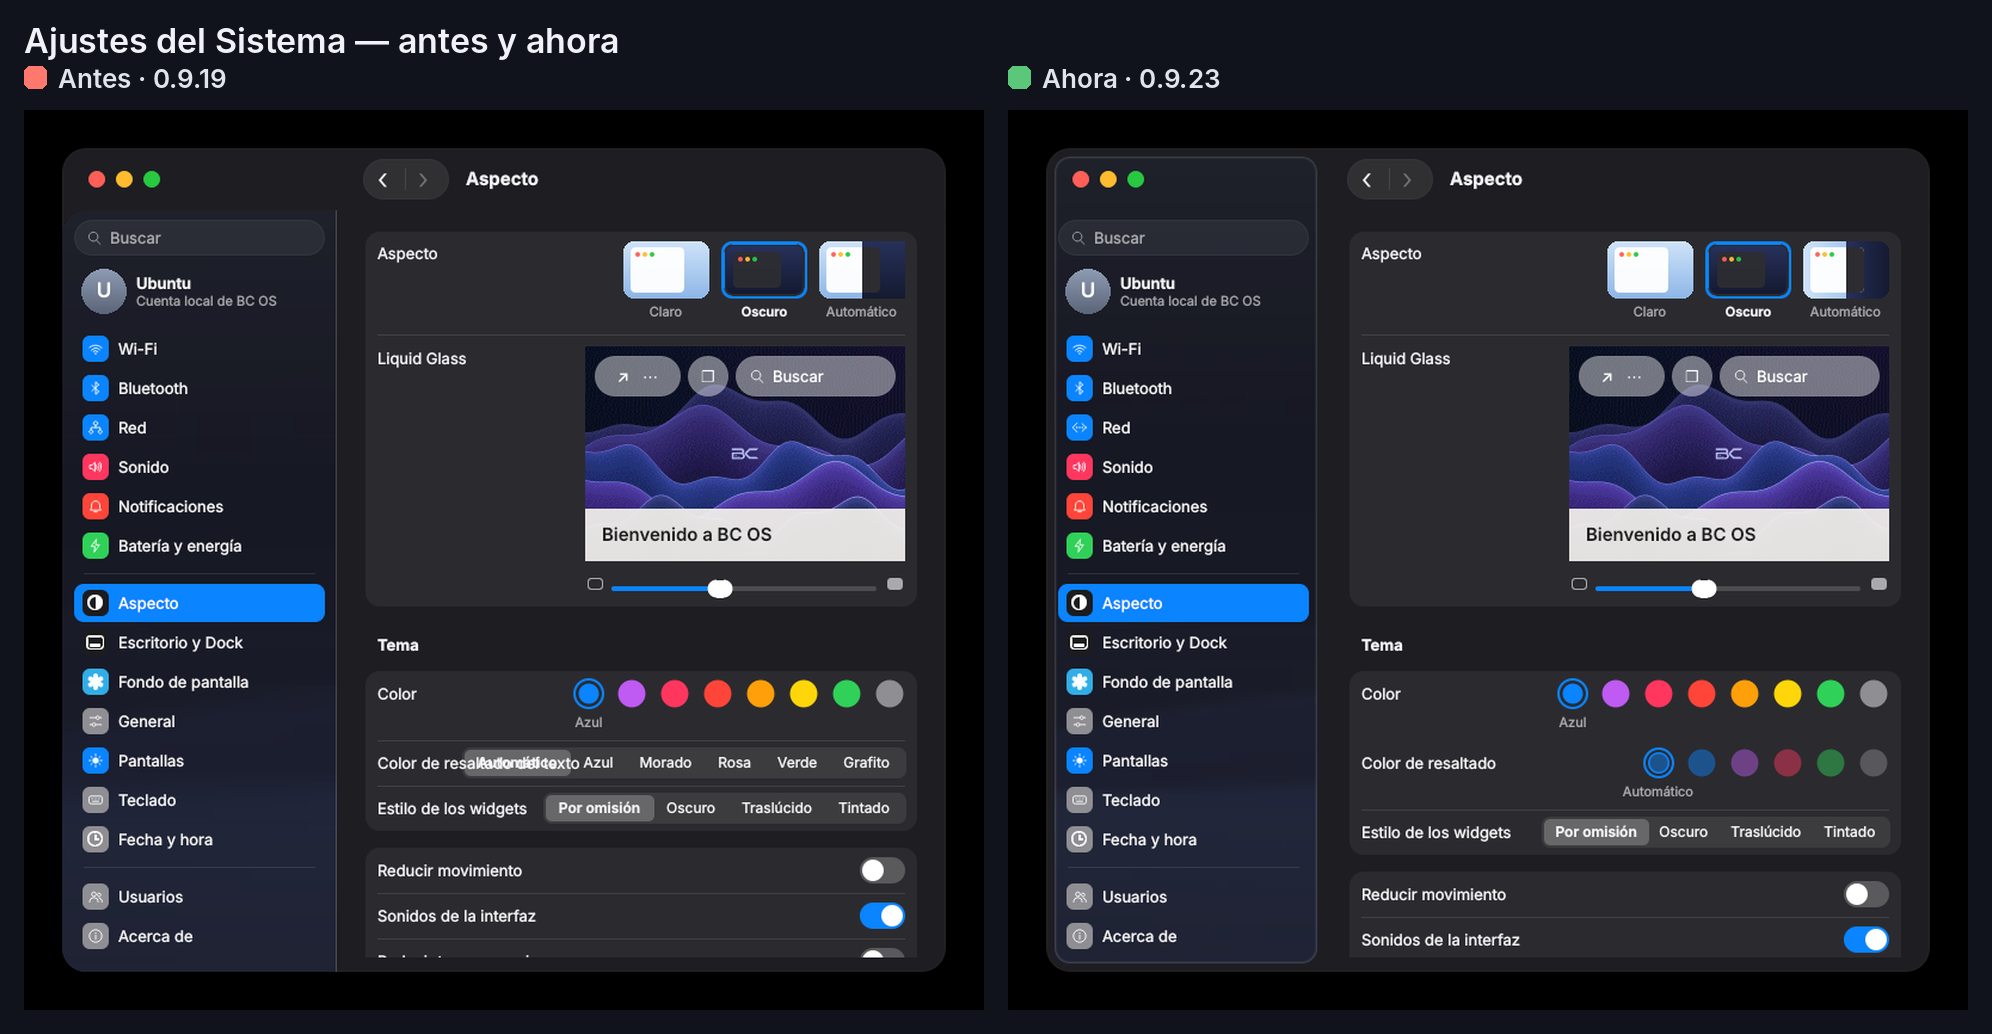 Ajustes del Sistema — antes y ahora
Antes · 0.9.19
Aspecto
Buscar
Ubuntu
Cuenta local de BC OS
Wi-Fi
Bluetooth
Red
Sonido
Notificaciones
Batería y energía
Aspecto
Escritorio y Dock
Fondo de pantalla
General
Pantallas
Teclado
Fecha y hora
Usuarios
Acerca de
Aspecto
Claro
Oscuro
Automático
Liquid Glass
Buscar
BC
Bienvenido a BC OS
Tema
Color
Azul
Color de resaltado del texto
Azul Morado Rosa Verde Grafito
Estilo de los widgets
Por omisión Oscuro Traslúcido Tintado
Reducir movimiento
Sonidos de la interfaz
Ahora · 0.9.23
Aspecto
Buscar
U
Ubuntu
Cuenta local de BC OS
Wi-Fi
Bluetooth
Red
Sonido
Notificaciones
Batería y energía
Aspecto
Escritorio y Dock
Fondo de pantalla
General
Pantallas
Teclado
Fecha y hora
Usuarios
Acerca de
Aspecto
Claro
Oscuro
Automático
Liquid Glass
Buscar
BC
Bienvenido a BC OS
Tema
Color
Azul
Color de resaltado
Automático
Estilo de los widgets
Por omisión Oscuro Traslúcido Tintado
Reducir movimiento
Sonidos de la interfaz